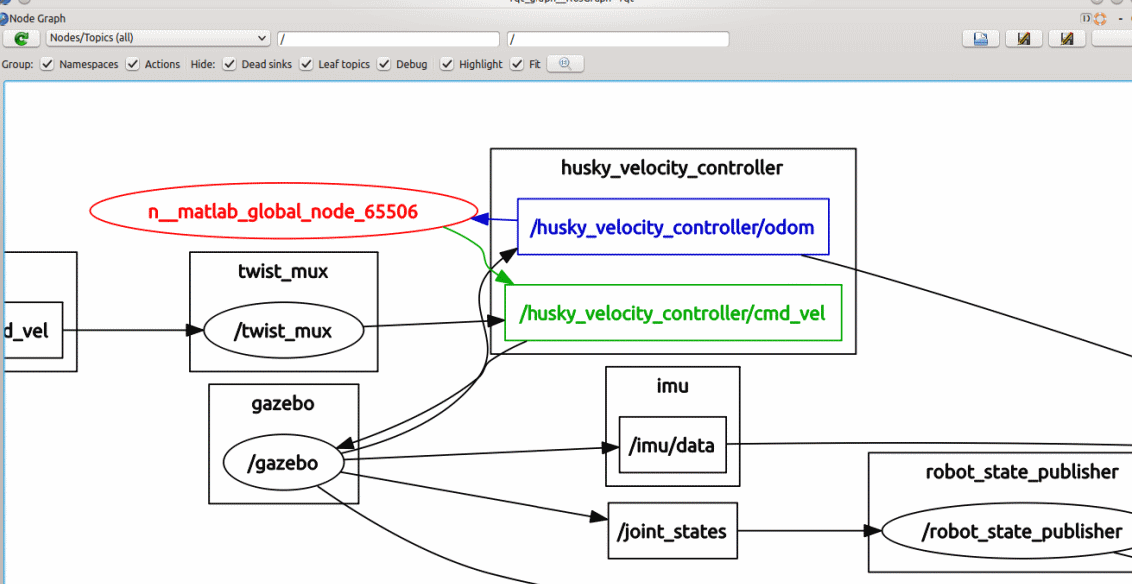 Node Graph
Nodes/Topics (all)
/
/
Group: Namespaces Actions Hide: Dead sinks Leaf topics Debug Highlight Fit
husky_velocity_controller
n__matlab_global_node_65506
/husky_velocity_controller/odom
twist_mux
d_vel
/twist_mux
/husky_velocity_controller/cmd_vel
imu
gazebo
/imu/data
/gazebo
robot_state_publisher
/joint_states
/robot_state_publisher